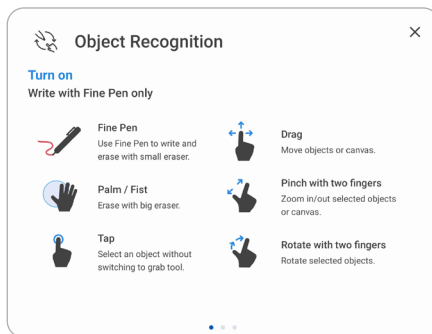 Object Recognition
Turn on
Write with Fine Pen only
Fine Pen
Use Fine Pen to write and
erase with small eraser.
Palm / Fist
Erase with big eraser.
Tap
Select an object without
switching to grab tool.
Drag
Move objects or canvas.
Pinch with two fingers
Zoom in/out selected objects
or canvas.
Rotate with two fingers
Rotate selected objects.